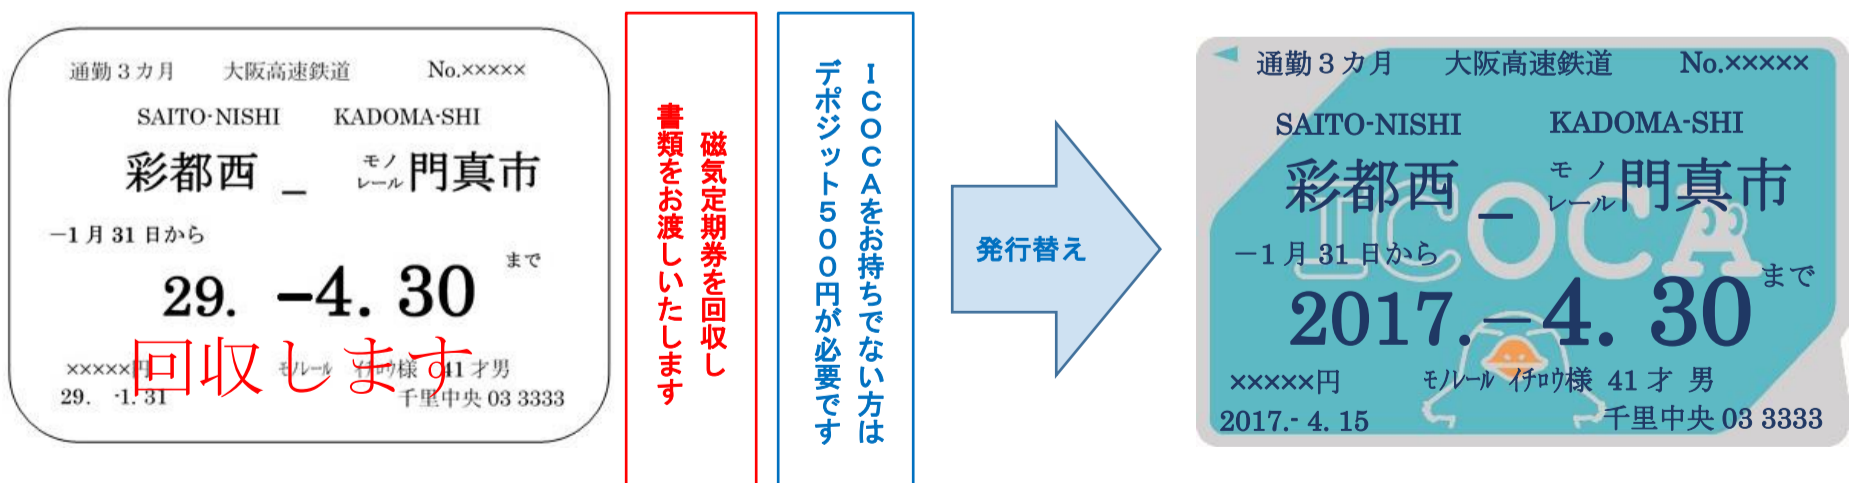 通勤3カ月 大阪高速鉄道 No.×××××
SAITO-NISHI KADOMA-SHI
彩都西 _ モノレール門真市
－1月31日から
まで
29. －4. 30
回収します
×××××円 モノレール イチロウ様 41才男
29. -1. 31 千里中央 03 3333
磁気定期券を回収し
書類をお渡しいたします
ICOCAをお持ちでない方は
デポジット500円が必要です
発行替え
通勤3カ月 大阪高速鉄道 No.×××××
SAITO-NISHI KADOMA-SHI
彩都西 _ モノレール門真市
ICOCA
－1月31日から
まで
2017.－4. 30
×××××円 モノレール イチロウ様 41才 男
2017.- 4. 15 千里中央 03 3333